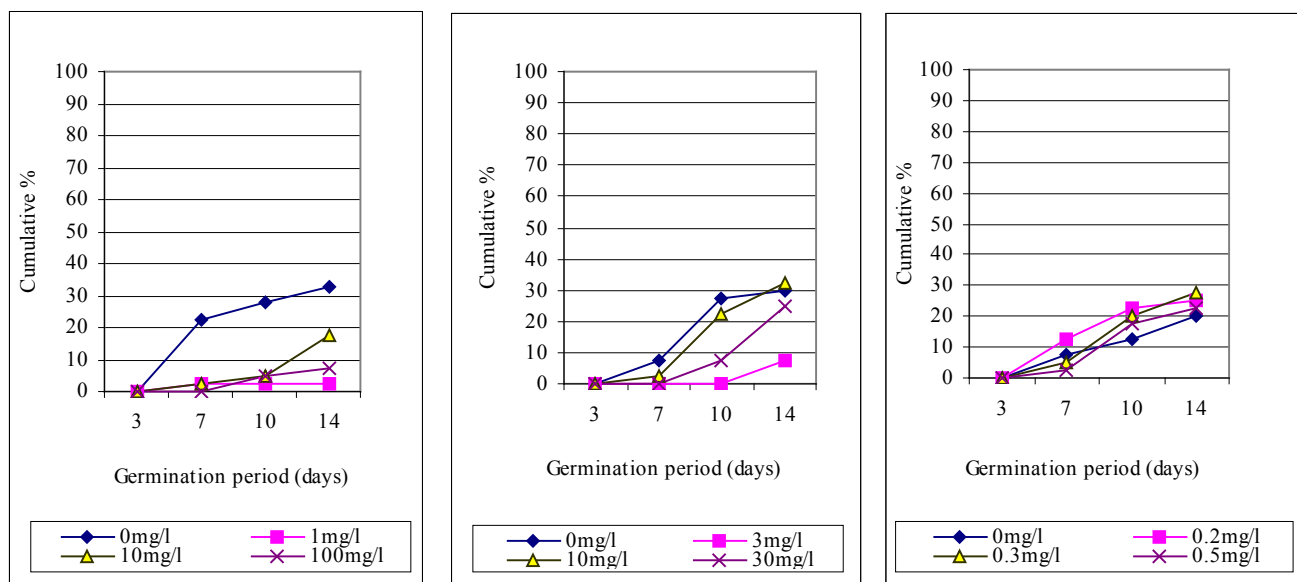 100
90
80
70
60
50
40
30
20
10
0
3 7 10 14
Cumulative %
Germination period (days)
0mg/l 1mg/l
10mg/l 100mg/l
100
90
80
70
60
50
40
30
20
10
0
3 7 10 14
Cumulative %
Germination period (days)
0mg/l 3mg/l
10mg/l 30mg/l
100
90
80
70
60
50
40
30
20
10
0
3 7 10 14
Cumulative %
Germination period (days)
0mg/l 0.2mg/l
0.3mg/l 0.5mg/l